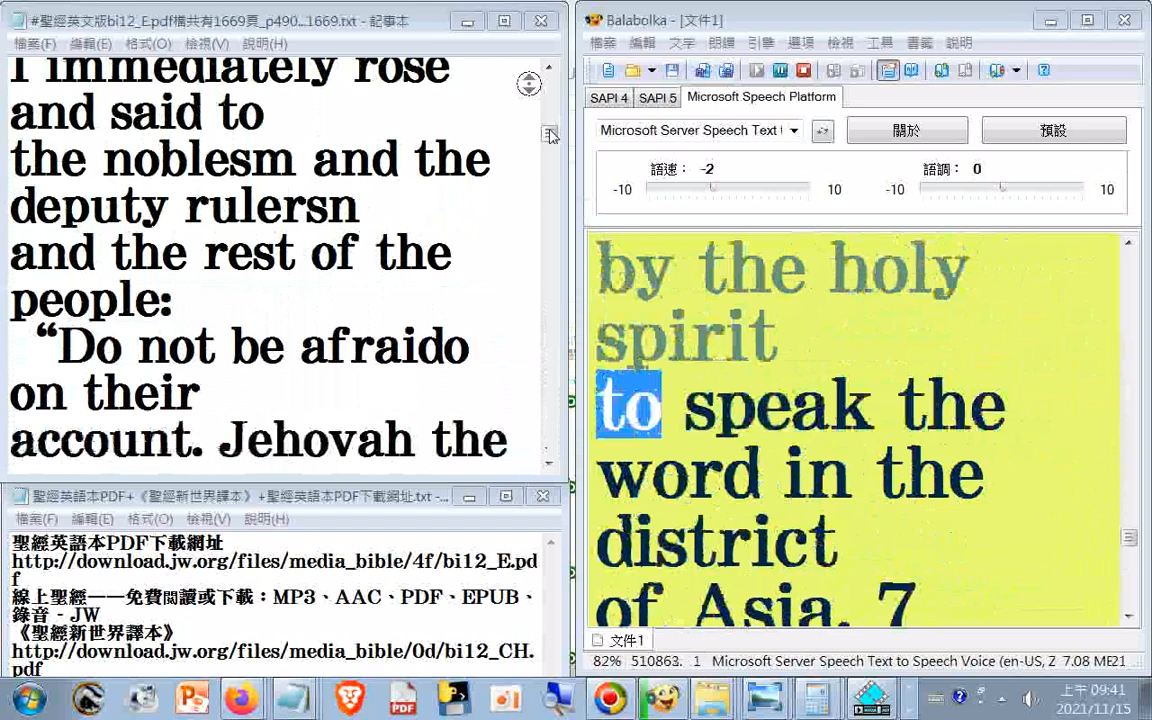 #聖經英文版bi12_E.pdf檔共有1669頁_p490...1669.txt - 記事本
檔案(F) 編輯(E) 格式(O) 檢視(V) 說明(H)
I immediately rose
and said to
the noblesm and the
deputy rulersn
and the rest of the
people:
“Do not be afraido
on their
account. Jehovah the
聖經英語本PDF+《聖經新世界譯本》+聖經英語本PDF下載網址.txt -...
檔案(F) 編輯(E) 格式(O) 檢視(V) 說明(H)
聖經英語本PDF下載網址
http://download.jw.org/files/media_bible/4f/bi12_E.pd
f
線上聖經——免費閱讀或下載：MP3、AAC、PDF、EPUB、
錄音 - JW
《聖經新世界譯本》
http://download.jw.org/files/media_bible/0d/bi12_CH.
pdf
Balabolka - [文件1]
檔案 編輯 文字 朗讀 引擎 選項 檢視 工具 書籤 說明
SAPI 4 SAPI 5 Microsoft Speech Platform
Microsoft Server Speech Text 關於 預設
語速： -2 語調： 0
-10 10 -10 10
by the holy
spirit
to speak the
word in the
district
of Asia. 7
文件1
82% 510863. 1 Microsoft Server Speech Text to Speech Voice (en-US, Z 7.08 ME21
上午 09:41
2021/11/15